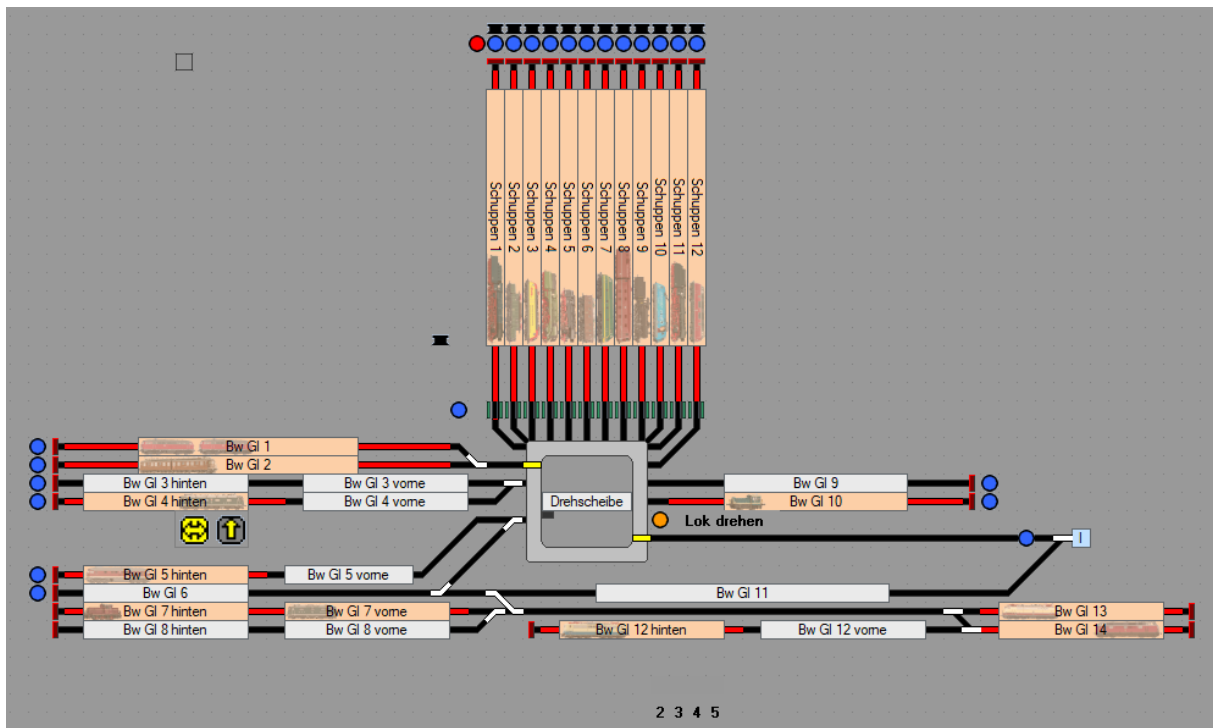 Schuppen 1
Schuppen 2
Schuppen 3
Schuppen 4
Schuppen 5
Schuppen 6
Schuppen 7
Schuppen 8
Schuppen 9
Schuppen 10
Schuppen 11
Schuppen 12
Bw Gl 1
Bw Gl 2
Bw Gl 3 hinten Bw Gl 3 vorne Bw Gl 9
Bw Gl 4 hinten Bw Gl 4 vorne Drehscheibe Bw Gl 10
Lok drehen
I
Bw Gl 5 hinten Bw Gl 5 vorne
Bw Gl 6 Bw Gl 11
Bw Gl 7 hinten Bw Gl 7 vorne Bw Gl 13
Bw Gl 8 hinten Bw Gl 8 vorne Bw Gl 12 hinten Bw Gl 12 vorne Bw Gl 14
2 3 4 5